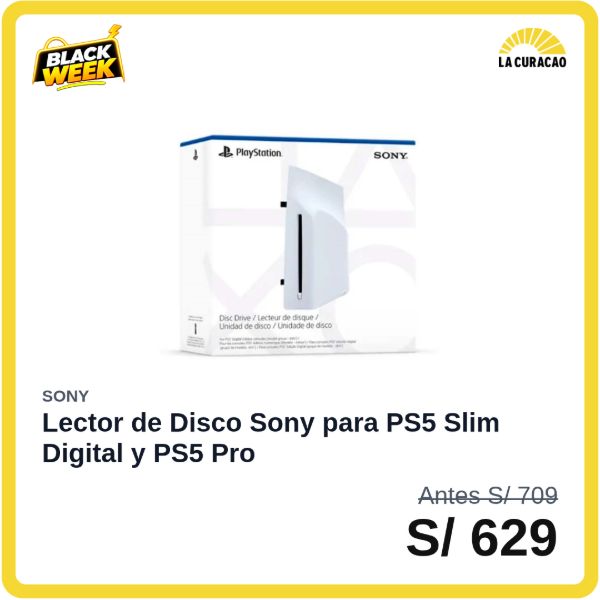 BLACK
WEEK
LA CURACAO
PlayStation
SONY
Disc Drive / Lecteur de disque /
Unidad de disco / Unidade de disco
SONY
Lector de Disco Sony para PS5 Slim
Digital y PS5 Pro
Antes S/ 709
S/ 629